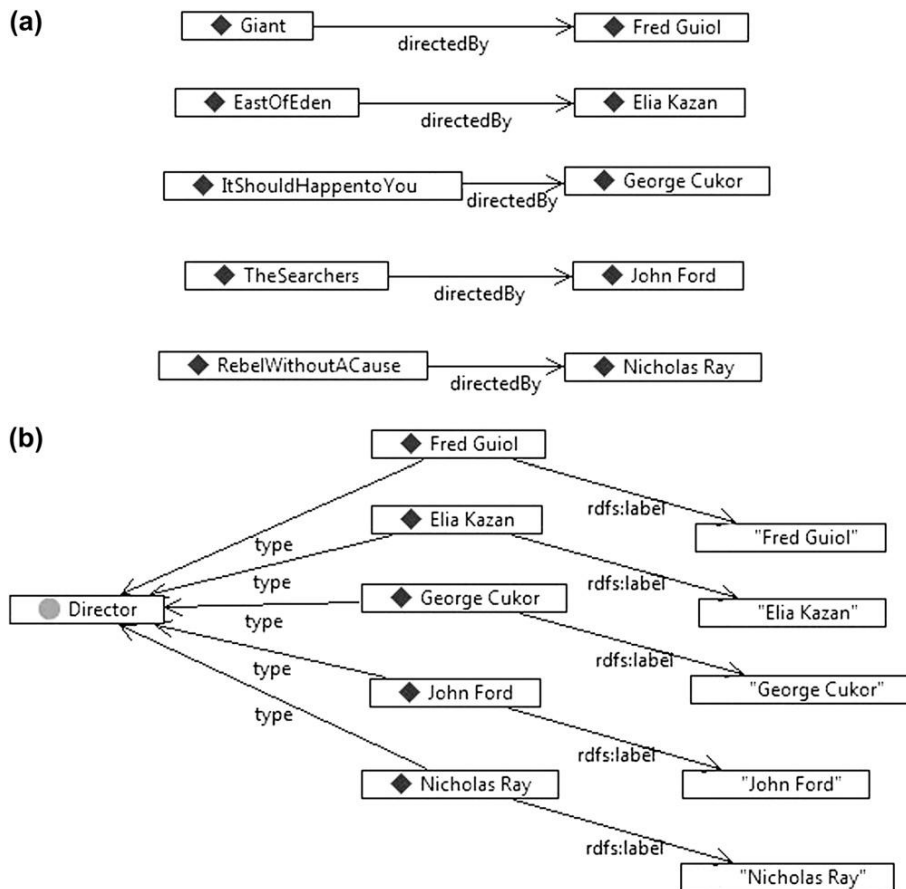 (a)
Giant
directedBy
Fred Guiol
EastOfEden
directedBy
Elia Kazan
ItShouldHappentoYou
directedBy
George Cukor
TheSearchers
directedBy
John Ford
RebelWithoutACause
directedBy
Nicholas Ray
(b)
Fred Guiol
rdfs:label
"Fred Guiol"
type
Elia Kazan
rdfs:label
"Elia Kazan"
type
Director
George Cukor
rdfs:label
"George Cukor"
type
John Ford
rdfs:label
"John Ford"
type
Nicholas Ray
rdfs:label
"Nicholas Ray"
type